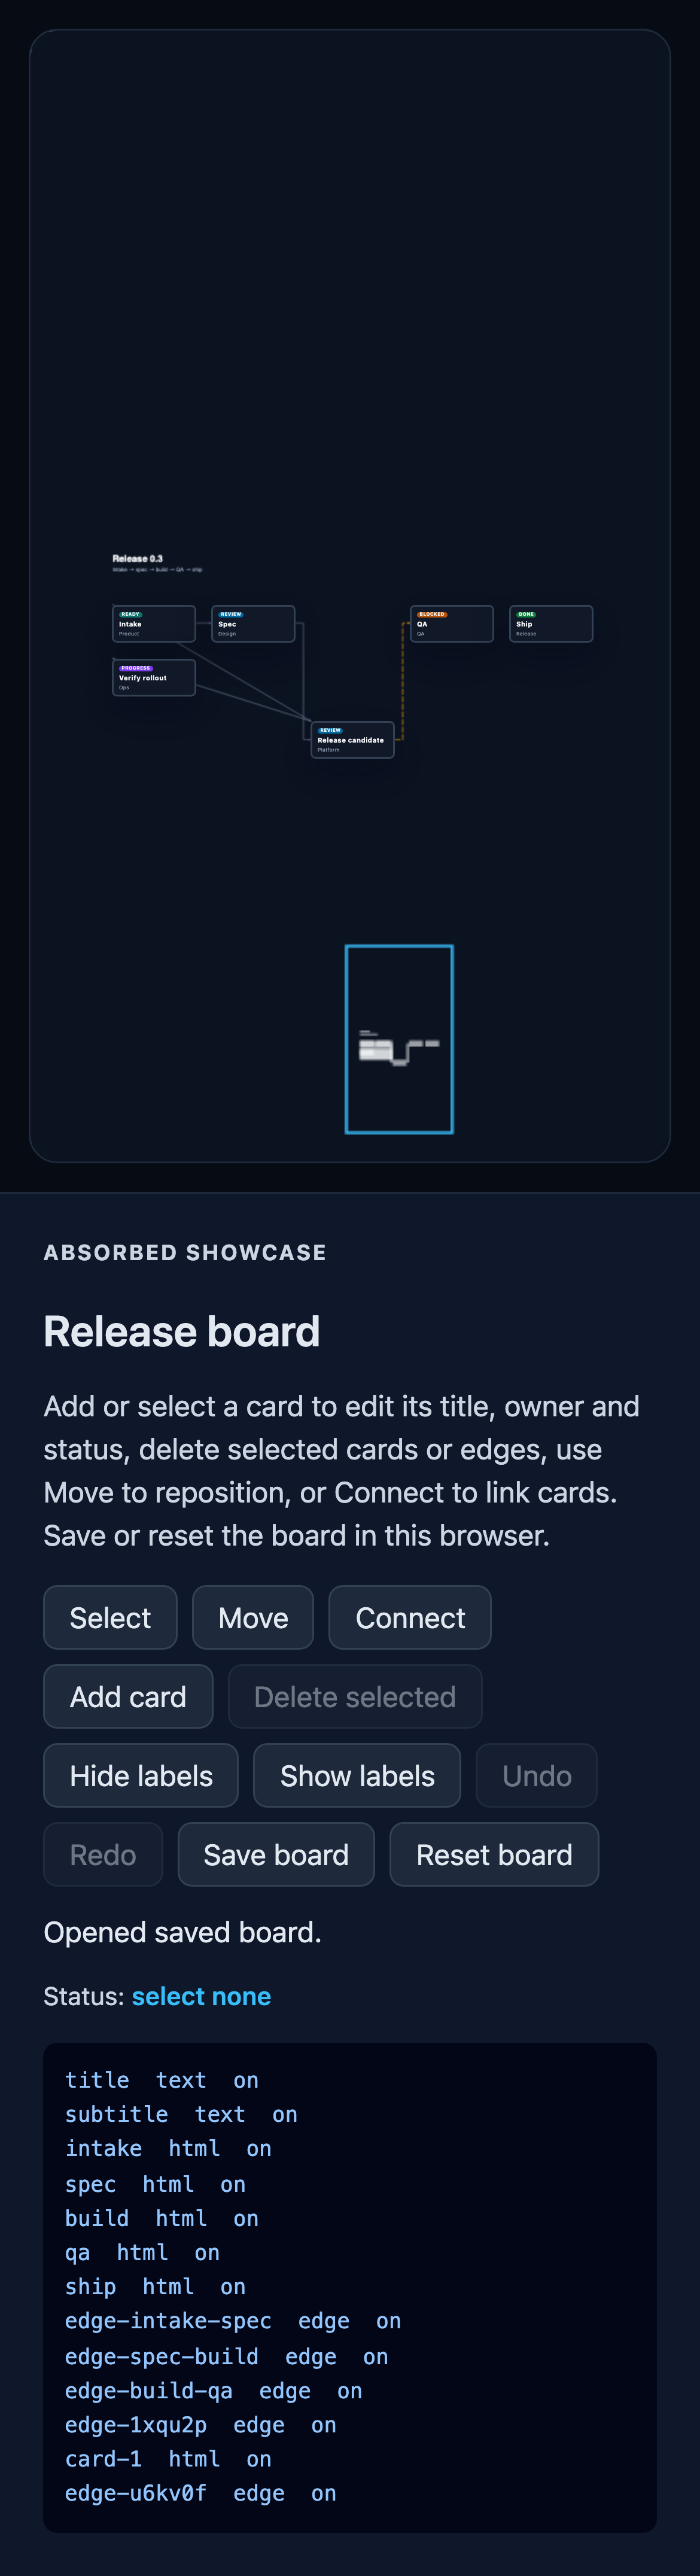 Release 0.3
Intake → spec → build → QA → ship
READY
Intake
Product
REVIEW
Spec
Design
BLOCKED
QA
QA
DONE
Ship
Release
PROGRESS
Verify rollout
Ops
REVIEW
Release candidate
Platform
ABSORBED SHOWCASE
Release board
Add or select a card to edit its title, owner and
status, delete selected cards or edges, use
Move to reposition, or Connect to link cards.
Save or reset the board in this browser.
Select Move Connect
Add card Delete selected
Hide labels Show labels Undo
Redo Save board Reset board
Opened saved board.
Status: select none
title text on
subtitle text on
intake html on
spec html on
build html on
qa html on
ship html on
edge-intake-spec edge on
edge-spec-build edge on
edge-build-qa edge on
edge-1xqu2p edge on
card-1 html on
edge-u6kv0f edge on